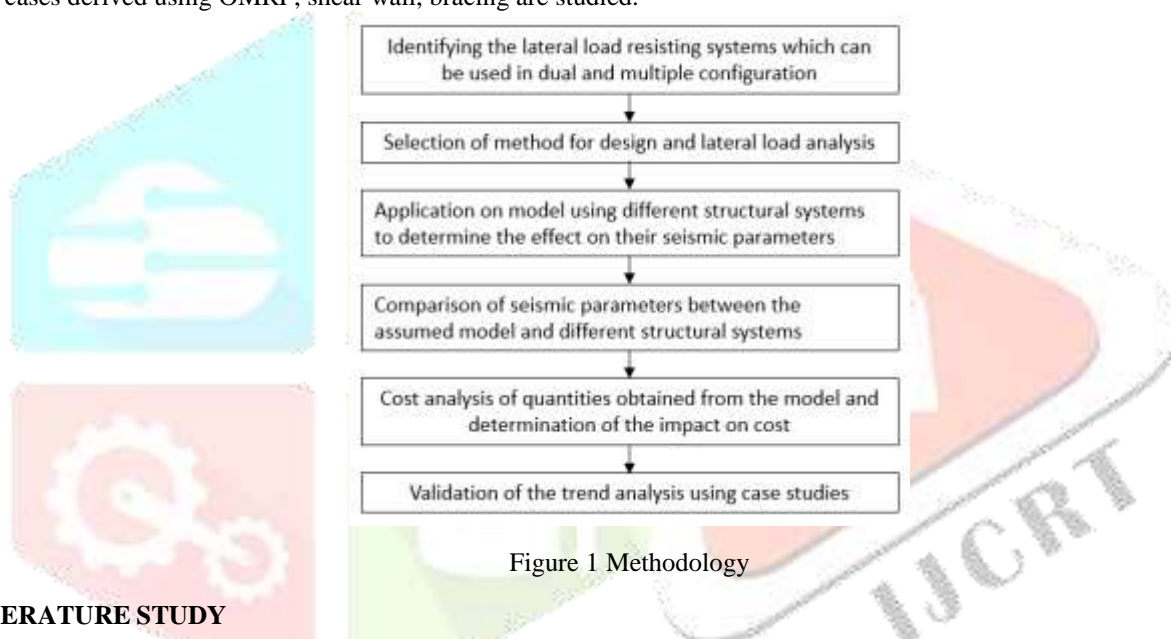 cases derived using OMRF, shear wall, bracing are studied.
Identifying the lateral load resisting systems which can
be used in dual and multiple configuration
Selection of method for design and lateral load analysis
Application on model using different structural systems
to determine the effect on their seismic parameters
Comparison of seismic parameters between the
assumed model and different structural systems
Cost analysis of quantities obtained from the model and
determination of the impact on cost
Validation of the trend analysis using case studies
Figure 1 Methodology
IJCRT
ERATURE STUDY